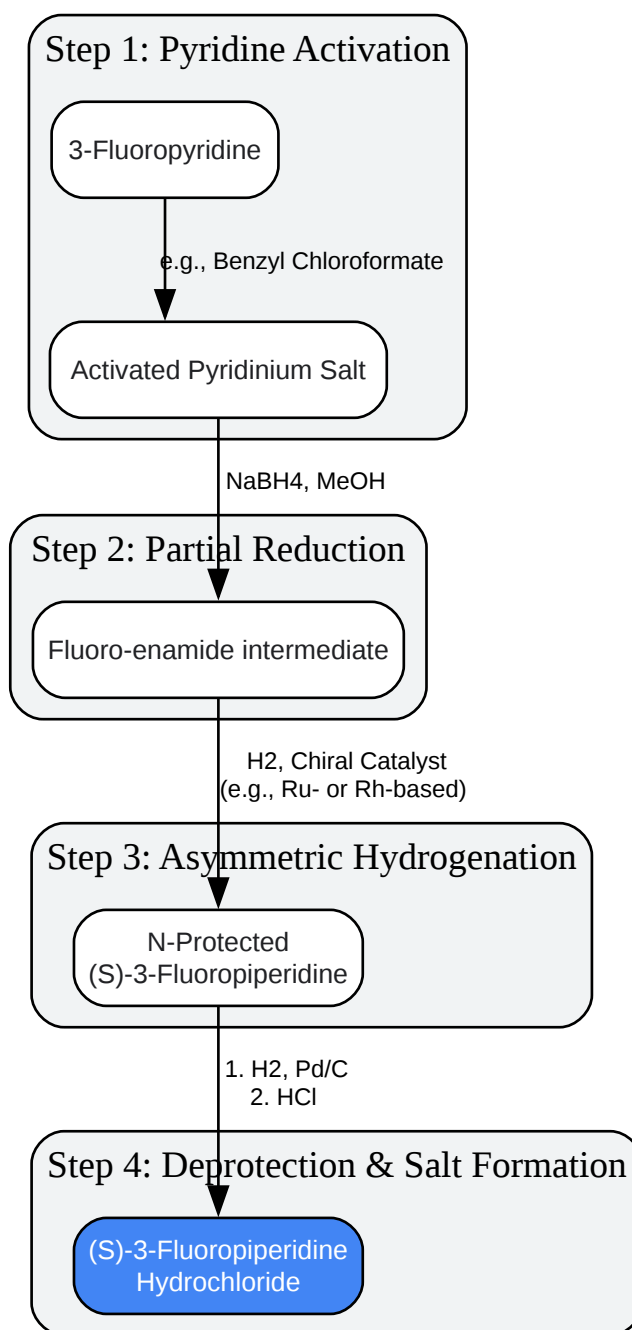 Step 1: Pyridine Activation
3-Fluoropyridine
e.g., Benzyl Chloroformate
Activated Pyridinium Salt
NaBH4, MeOH
Step 2: Partial Reduction
Fluoro-enamide intermediate
H2, Chiral Catalyst
(e.g., Ru- or Rh-based)
Step 3: Asymmetric Hydrogenation
N-Protected
(S)-3-Fluoropiperidine
1. H2, Pd/C
2. HCl
Step 4: Deprotection & Salt Formation
(S)-3-Fluoropiperidine
Hydrochloride